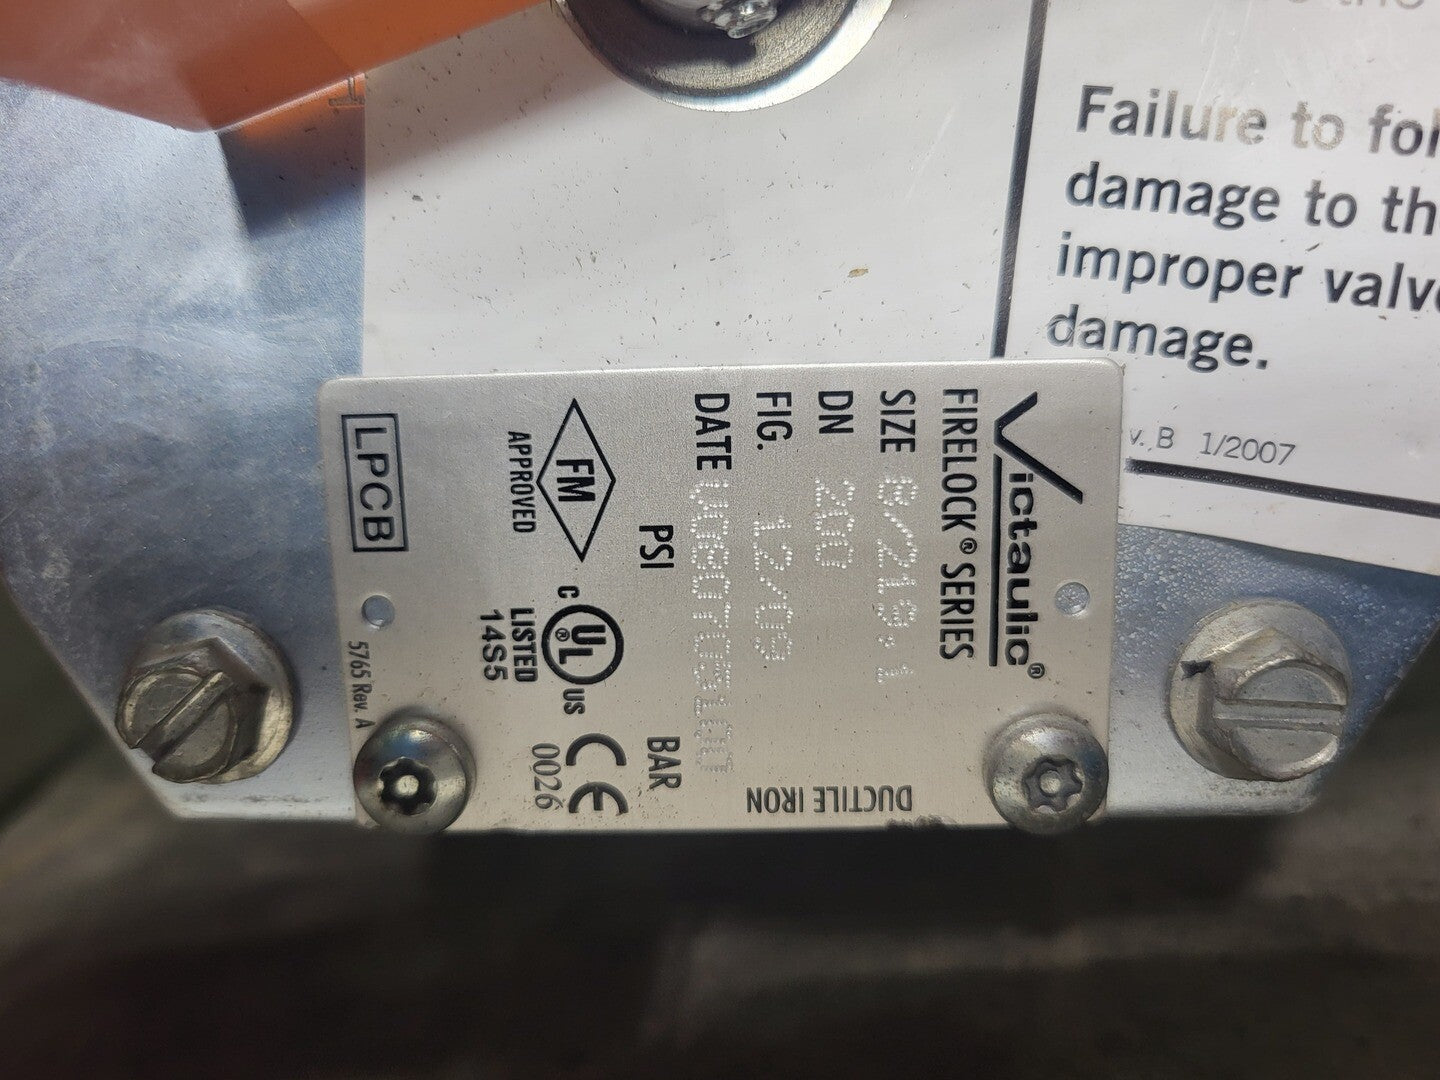 Failure to fol
damage to th
improper valv
damage.
v. B 1/2007
Victaulic®
FIRELOCK® SERIES
SIZE 8/219.1
DN 200
FIG. 12/09
DATE
DUCTILE IRON
PSI
BAR
FM
APPROVED
C UL® US
LISTED
14S5
CE
0026
LPCB
5765 Rev. A